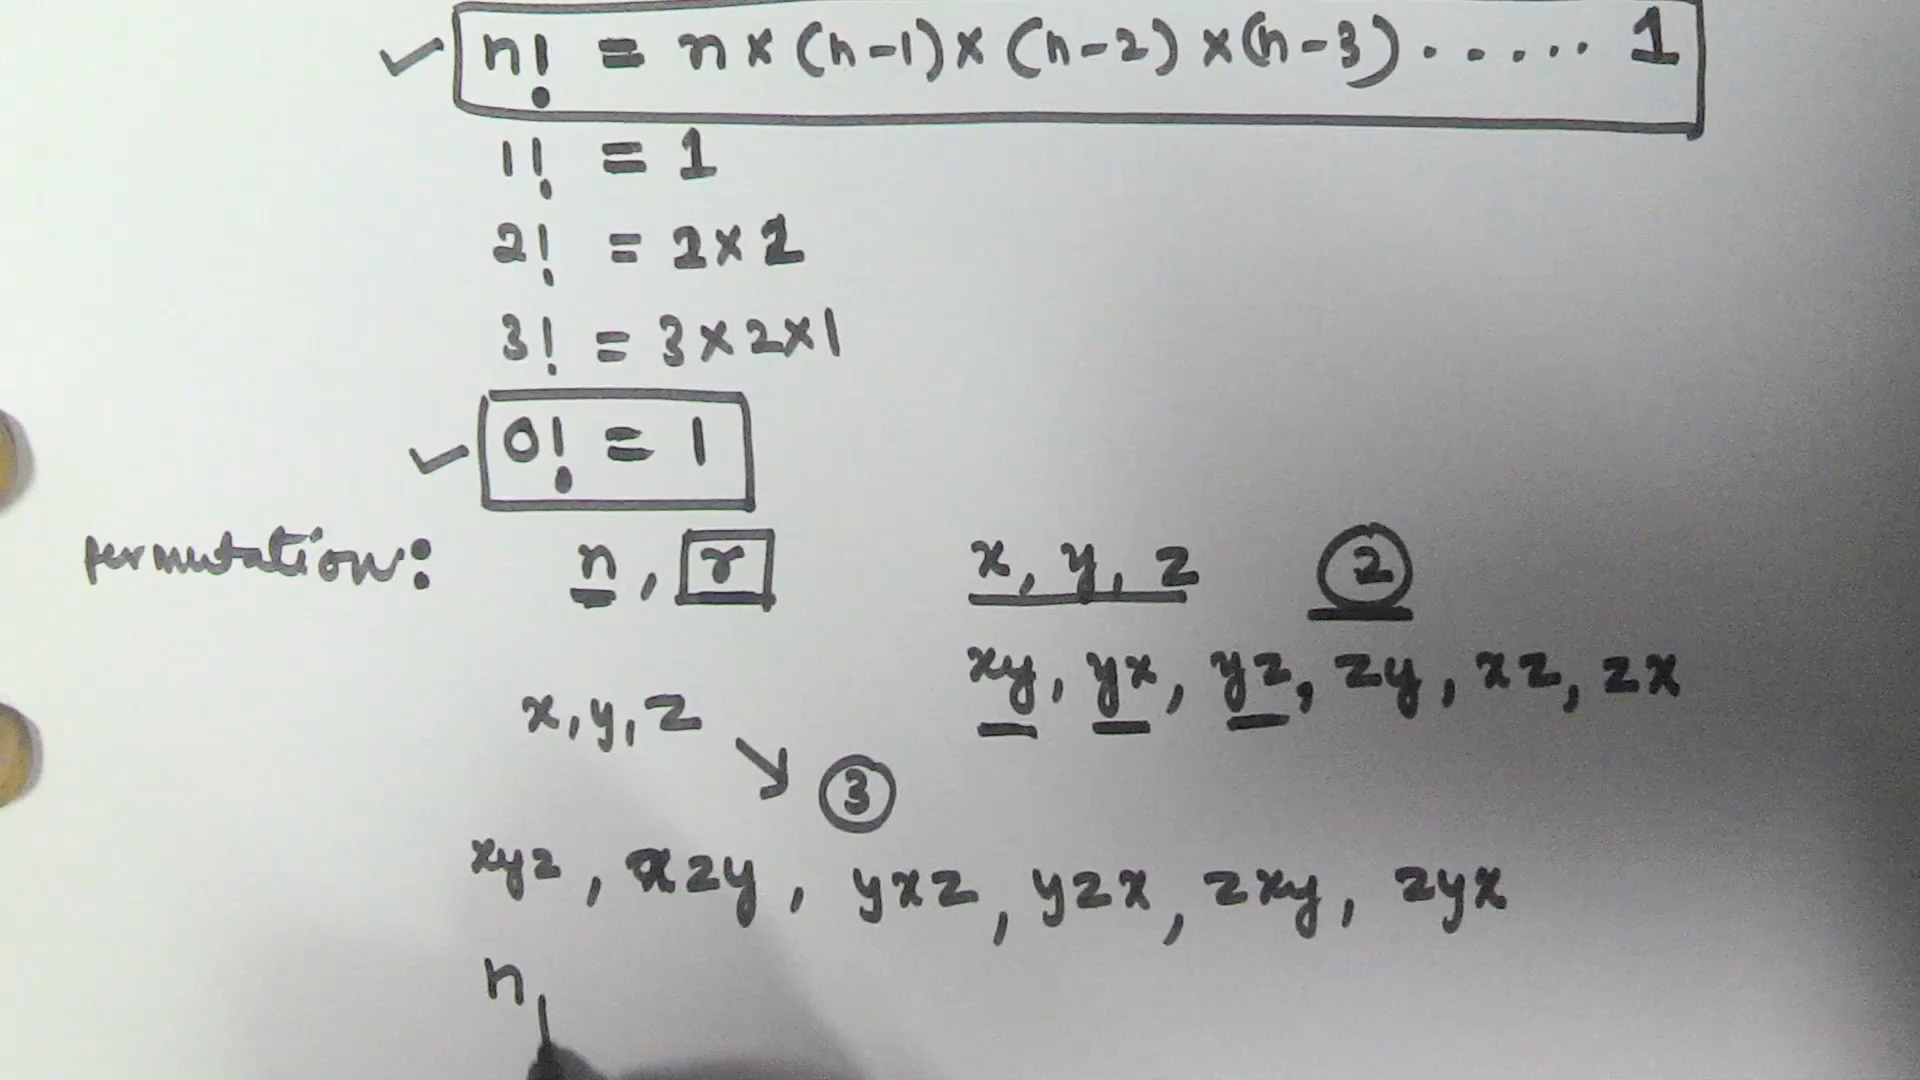 n! = n × (n-1) × (n-2) × (n-3) ..... 1
1! = 1
2! = 2 × 1
3! = 3 × 2 × 1
0! = 1
permutation: n, r x, y, z 2
xy, yx, yz, zy, xz, zx
x, y, z
3
xyz, xzy, yxz, yzx, zxy, zyx
n